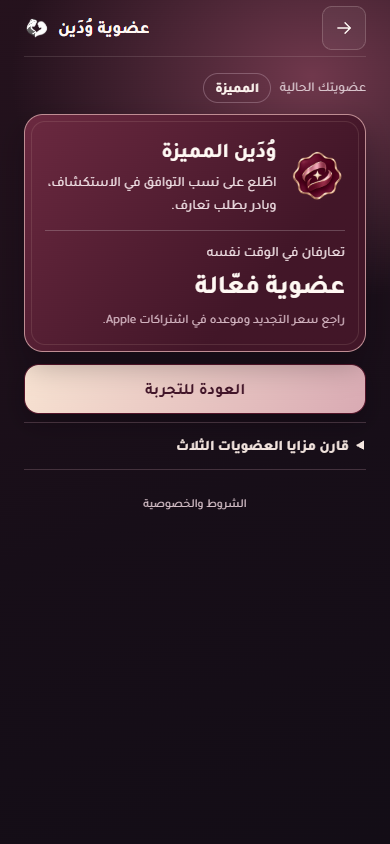 عضوية وُدَين
عضويتك الحالية
المميزة
وُدَين المميزة
اطّلع على نسب التوافق في الاستكشاف،
وبادر بطلب تعارف.
تعارفان في الوقت نفسه
عضوية فعّالة
راجع سعر التجديد وموعده في اشتراكات Apple.
العودة للتجربة
قارن مزايا العضويات الثلاث
الشروط والخصوصية